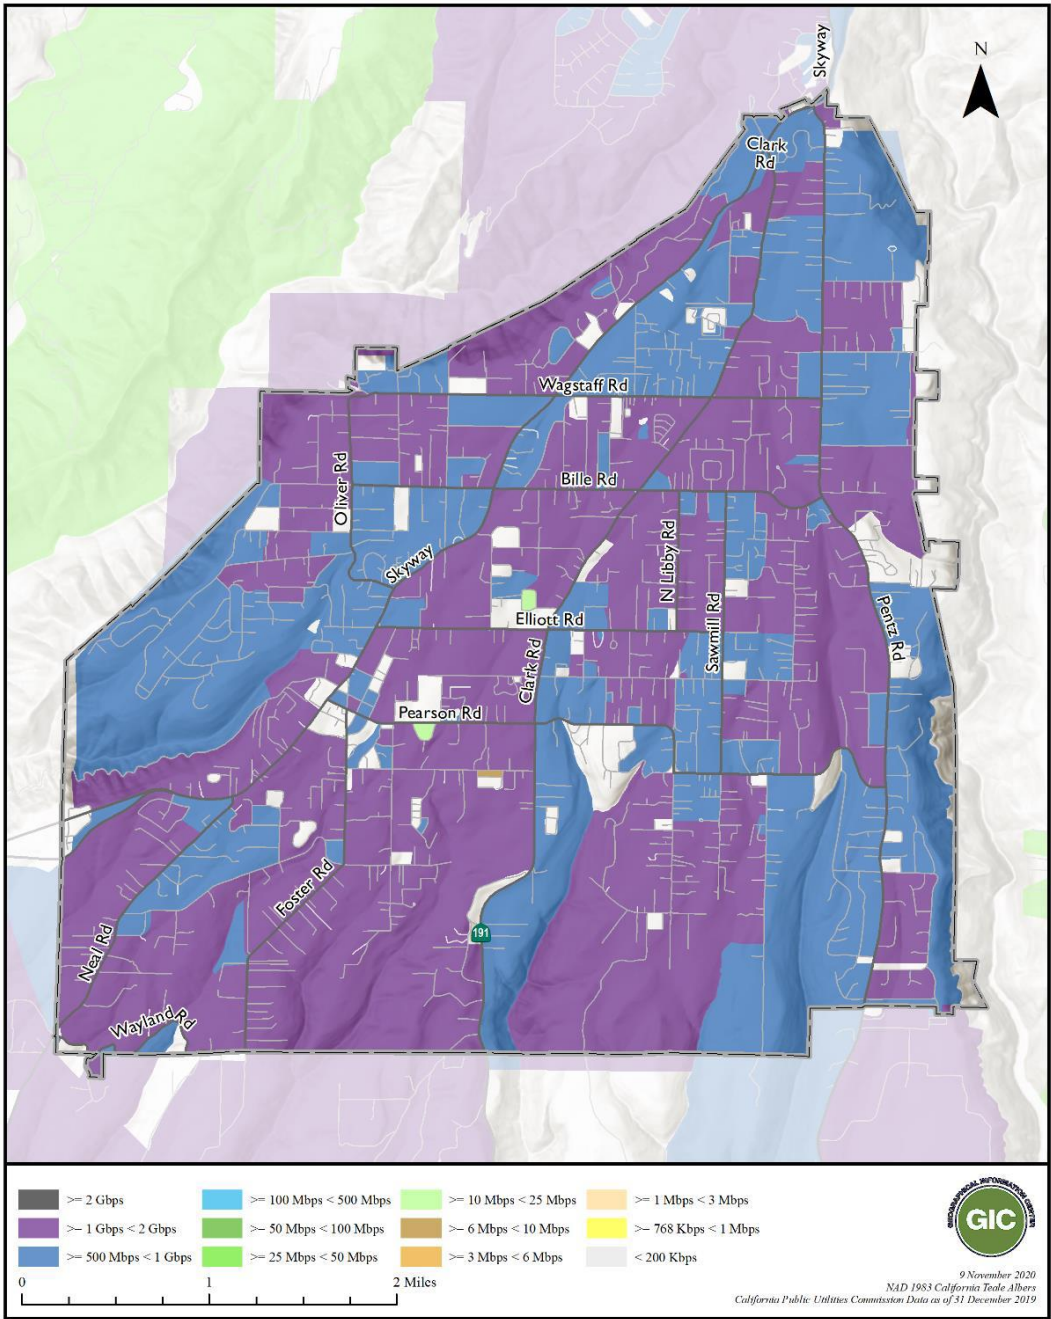 Skyway
N
Clark
Rd
Wagstaff Rd
Bille Rd
Oliver Rd
Skyway
N Libby Rd
Elliott Rd
Sawmill Rd
Pentz Rd
Clark Rd
Pearson Rd
Foster Rd
191
Neal Rd
Wayland Rd
>= 2 Gbps
>= 1 Gbps < 2 Gbps
>= 500 Mbps < 1 Gbps
>= 100 Mbps < 500 Mbps
>= 50 Mbps < 100 Mbps
>= 25 Mbps < 50 Mbps
>= 10 Mbps < 25 Mbps
>= 6 Mbps < 10 Mbps
>= 3 Mbps < 6 Mbps
>= 1 Mbps < 3 Mbps
>= 768 Kbps < 1 Mbps
< 200 Kbps
0 1 2 Miles
GEOGRAPHICAL INFORMATION CENTER
GIC
9 November 2020
NAD 1983 California Teale Albers
California Public Utilities Commission Data as of 31 December 2019